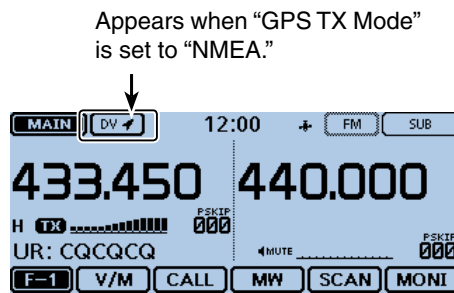 Appears when “GPS TX Mode”
is set to “NMEA.”
MAIN DV 12:00 FM SUB
433.450 440.000
H TX PSKIP 000
UR: CQCQCQ MUTE PSKIP 000
F-1 V/M CALL MW SCAN MONI